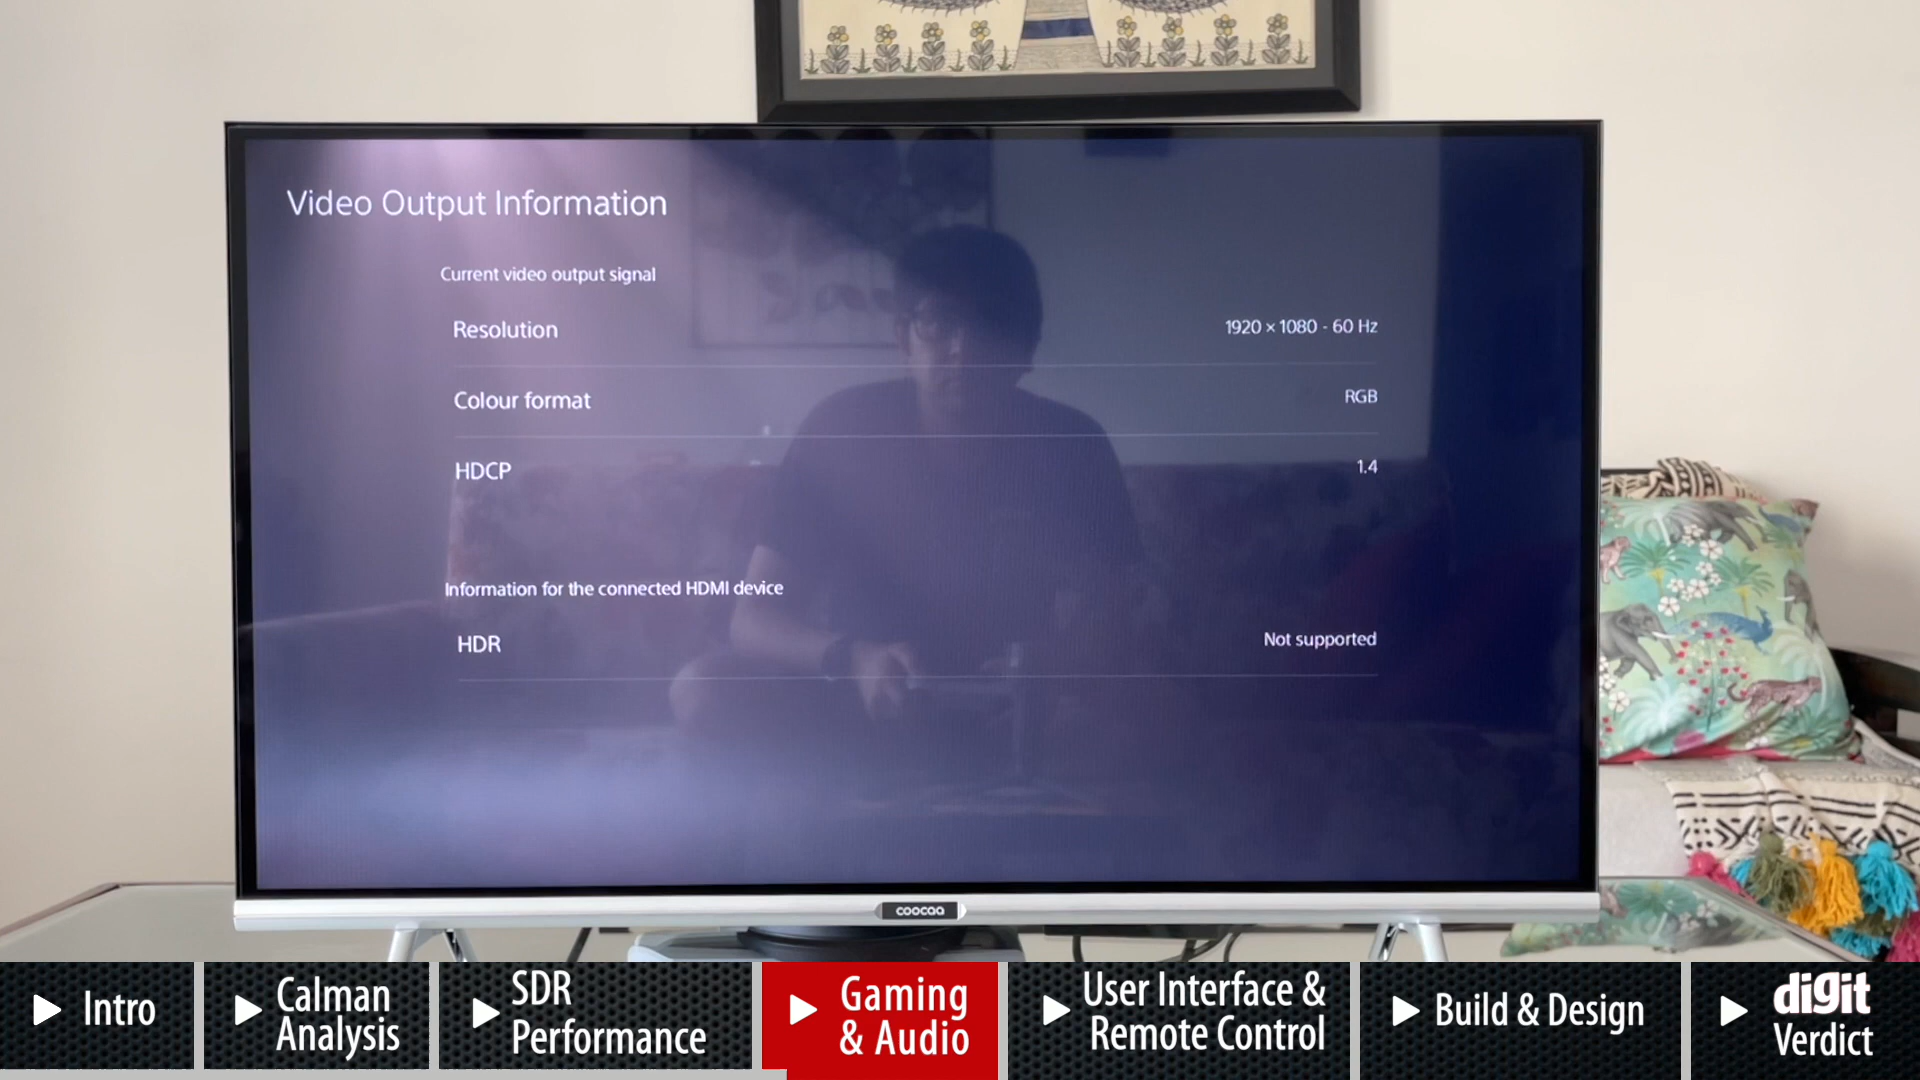 Video Output Information
Current video output signal
Resolution 1920 × 1080 - 60 Hz
Colour format RGB
HDCP 1.4
Information for the connected HDMI device
HDR Not supported
coocaa
Intro
Calman
Analysis
SDR
Performance
Gaming
& Audio
User Interface &
Remote Control
Build & Design
digit
Verdict